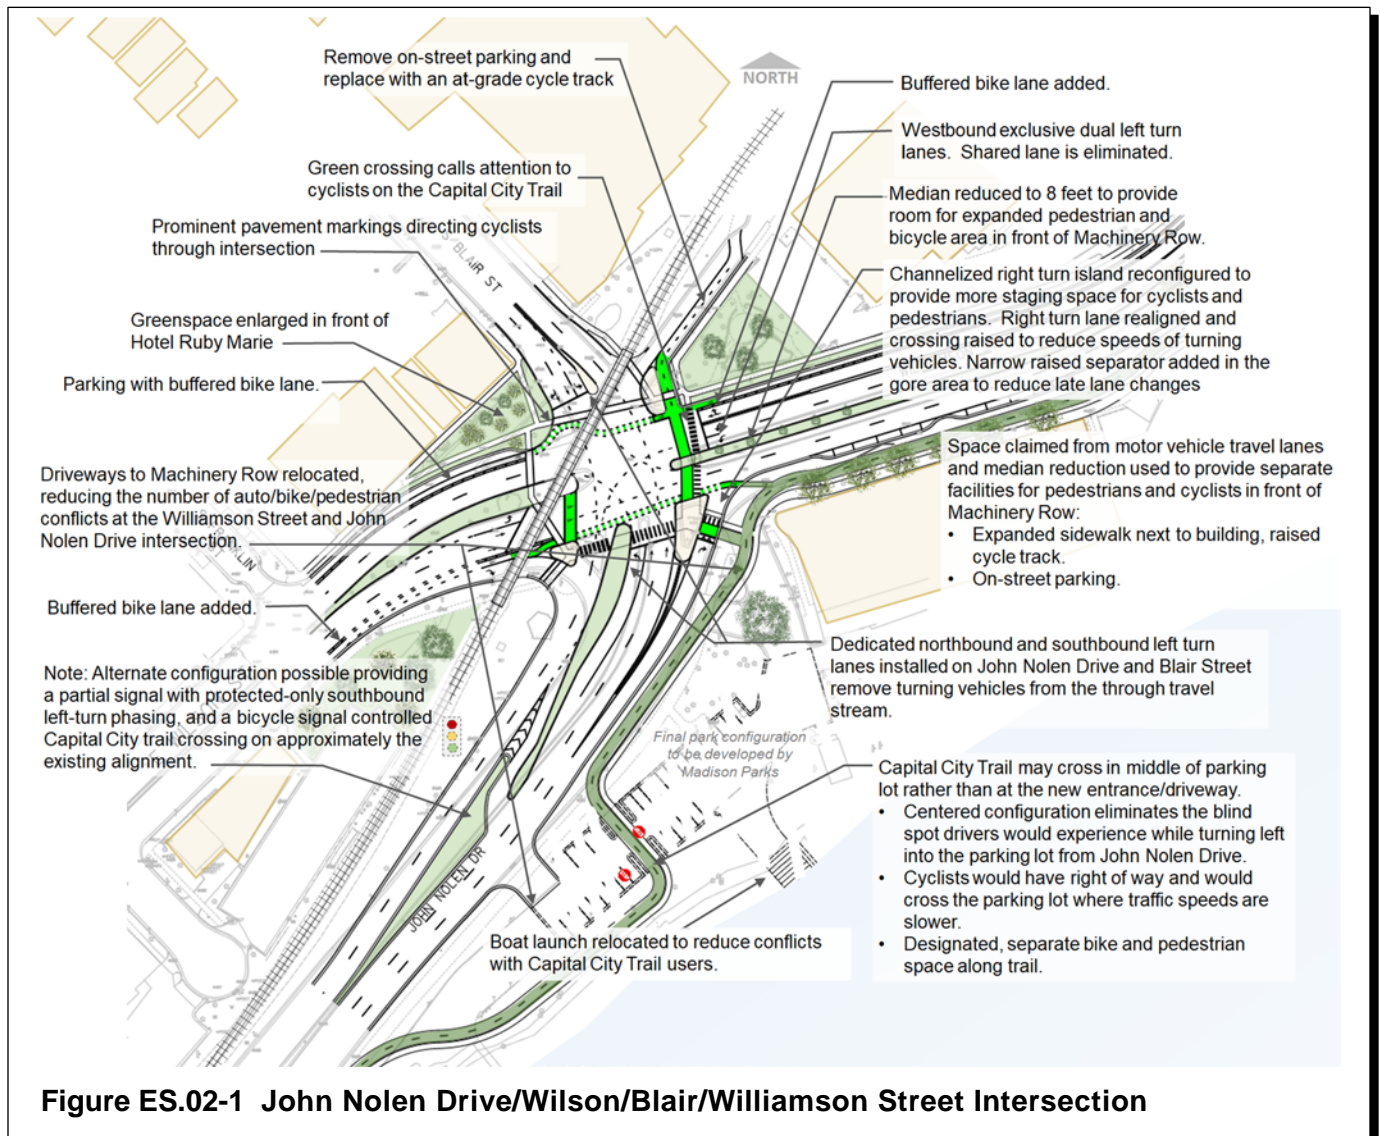 Remove on-street parking and
replace with an at-grade cycle track
NORTH
Buffered bike lane added.
Westbound exclusive dual left turn
lanes.  Shared lane is eliminated.
Green crossing calls attention to
cyclists on the Capital City Trail
Median reduced to 8 feet to provide
room for expanded pedestrian and
bicycle area in front of Machinery Row.
Prominent pavement markings directing cyclists
through intersection
BLAIR ST
Channelized right turn island reconfigured to
provide more staging space for cyclists and
pedestrians.  Right turn lane realigned and
crossing raised to reduce speeds of turning
vehicles. Narrow raised separator added in the
gore area to reduce late lane changes
Greenspace enlarged in front of
Hotel Ruby Marie
Parking with buffered bike lane.
Space claimed from motor vehicle travel lanes
and median reduction used to provide separate
facilities for pedestrians and cyclists in front of
Machinery Row:
• Expanded sidewalk next to building, raised
cycle track.
• On-street parking.
Driveways to Machinery Row relocated,
reducing the number of auto/bike/pedestrian
conflicts at the Williamson Street and John
Nolen Drive intersection.
Buffered bike lane added.
Dedicated northbound and southbound left turn
lanes installed on John Nolen Drive and Blair Street
remove turning vehicles from the through travel
stream.
Note: Alternate configuration possible providing
a partial signal with protected-only southbound
left-turn phasing, and a bicycle signal controlled
Capital City trail crossing on approximately the
existing alignment.
Final park configuration
to be developed by
Madison Parks
Capital City Trail may cross in middle of parking
lot rather than at the new entrance/driveway.
• Centered configuration eliminates the blind
spot drivers would experience while turning left
into the parking lot from John Nolen Drive.
• Cyclists would have right of way and would
cross the parking lot where traffic speeds are
slower.
• Designated, separate bike and pedestrian
space along trail.
JOHN NOLEN DR
Boat launch relocated to reduce conflicts
with Capital City Trail users.
Figure ES.02-1  John Nolen Drive/Wilson/Blair/Williamson Street Intersection